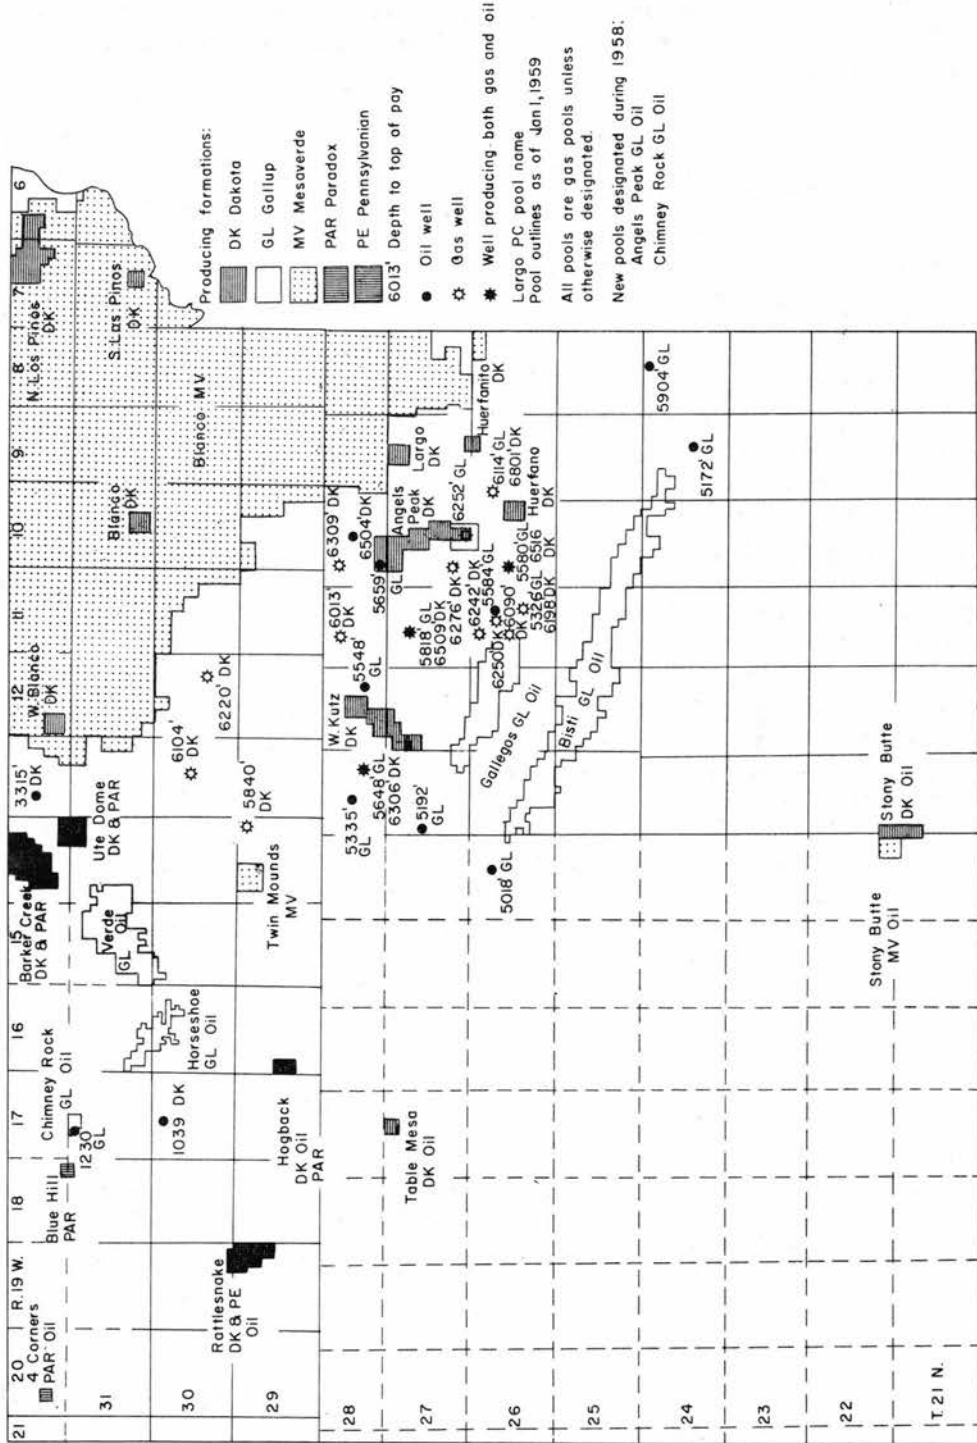 21
20
R. 19 W.
18
17
16
15
12
11
10
9
8
7
6
4 Corners
PAR Oil
Blue Hill
PAR
Chimney Rock
GL Oil
1230'
GL
Barker Creek
DK & PAR
Ute Dome
DK & PAR
3315'
DK
W. Blanco
DK
Blanco
DK
N. Los Pinos
DK
S. Las Pinos
DK
31
Verde
Oil
GL
30
1039 DK
Horseshoe
GL Oil
6104'
DK
6220' DK
Blanco MV
29
Rattlesnake
DK & PE
Oil
Hogback
DK Oil
PAR
Twin Mounds
MV
5840'
DK
28
5335'
GL
W. Kutz
DK
5548'
GL
6013'
DK
6309' DK
6504' DK
5659'
GL
27
Table Mesa
DK Oil
5648' GL
6306' DK
5192'
GL
5818' GL
6509' DK
6276' DK
Angels
Peak
DK
Largo
DK
6252' GL
26
5018' GL
Gallegos GL Oil
6242' DK
5584' GL
6250' DK
6090'
DK
5326' GL
6198' DK
5580' GL
6516
DK
Huerfano
DK
6114' GL
6801' DK
Huerfanito
DK
25
Bisti GL Oil
24
5172' GL
5904' GL
23
22
T. 21 N.
Stony Butte
MV Oil
Stony Butte
DK Oil
Producing formations:
DK Dakota
GL Gallup
MV Mesaverde
PAR Paradox
PE Pennsylvanian
6013' Depth to top of pay
Oil well
Gas well
Well producing both gas and oil
Largo PC pool name
Pool outlines as of Jan 1, 1959
All pools are gas pools unless
otherwise designated.
New pools designated during 1958:
Angels Peak GL Oil
Chimney Rock GL Oil